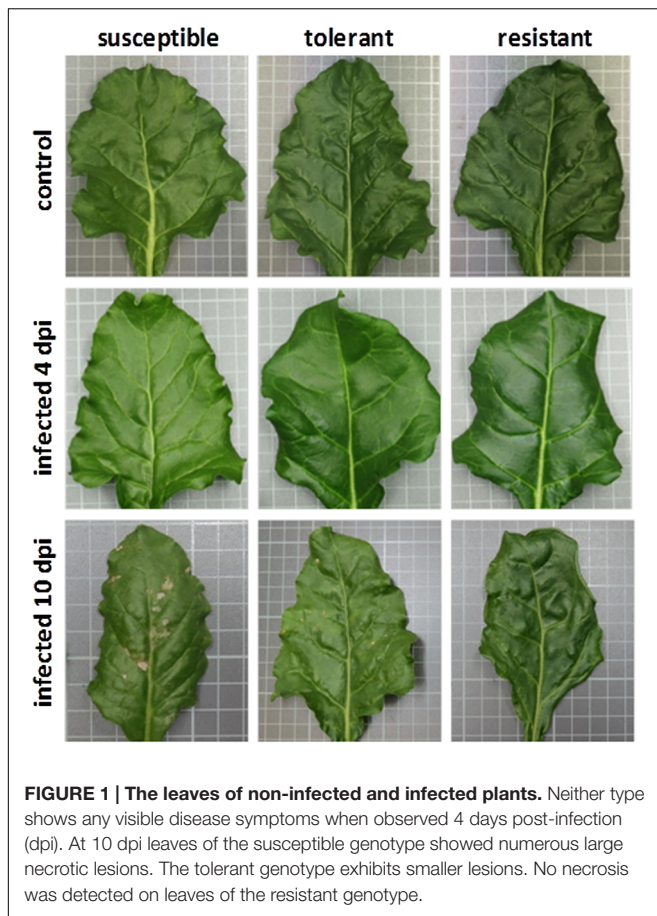 susceptible tolerant resistant
control
infected 4 dpi
infected 10 dpi
FIGURE 1 | The leaves of non-infected and infected plants. Neither type
shows any visible disease symptoms when observed 4 days post-infection
(dpi). At 10 dpi leaves of the susceptible genotype showed numerous large
necrotic lesions. The tolerant genotype exhibits smaller lesions. No necrosis
was detected on leaves of the resistant genotype.